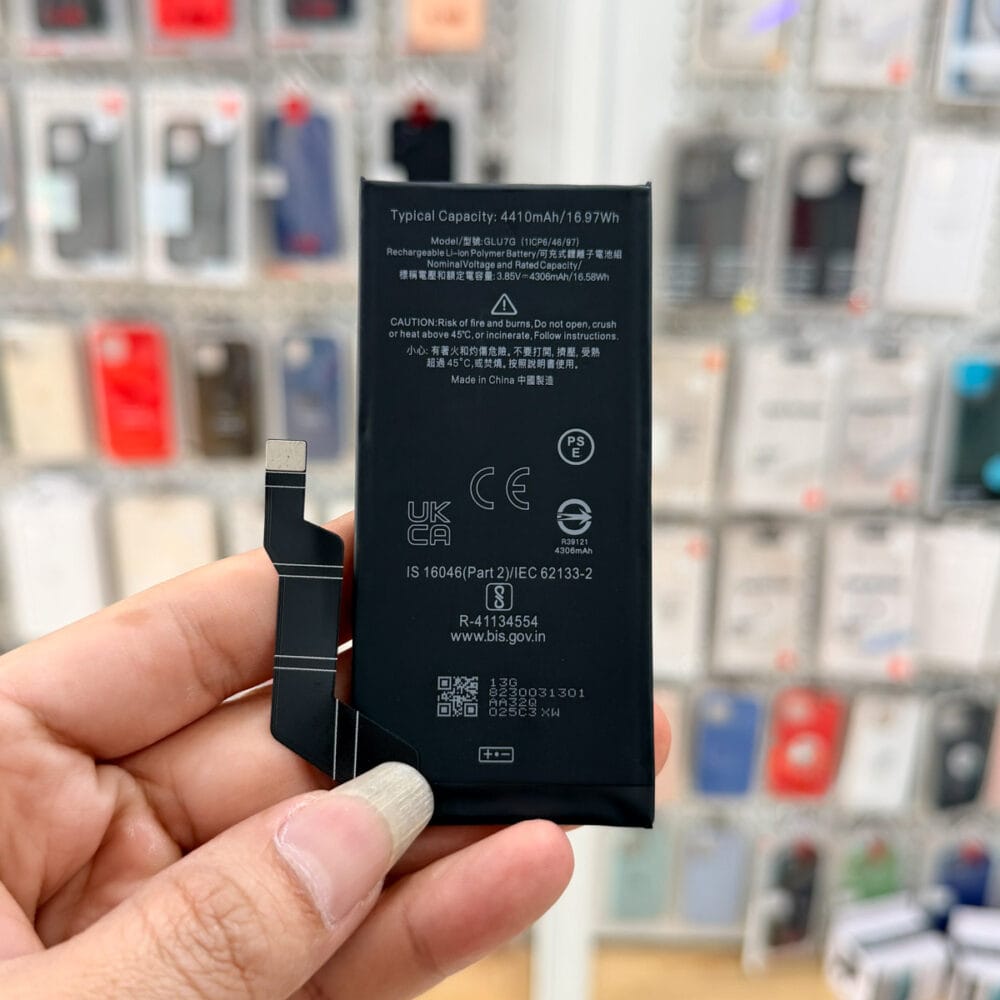 Typical Capacity: 4410mAh/16.97Wh
Model/型號:GLU7G (1ICP6/46/97)
Rechargeable Li-ion Polymer Battery/可充式鋰離子電池組
Nominal Voltage and Rated Capacity/
標稱電壓和額定電容量: 3.85V⎓4306mAh/16.58Wh
CAUTION:Risk of fire and burns, Do not open, crush
or heat above 45°C, or incinerate, Follow instructions.
小心: 有著火和灼傷危險。不要打開, 擠壓, 受熱
超過 45°C, 或焚燒。按照說明書使用。
Made in China 中國製造
PS
E
CE
UK
CA
R39121
4306mAh
IS 16046(Part 2)/IEC 62133-2
R-41134554
www.bis.gov.in
13G
8230031301
AA32Q
025C3 XW